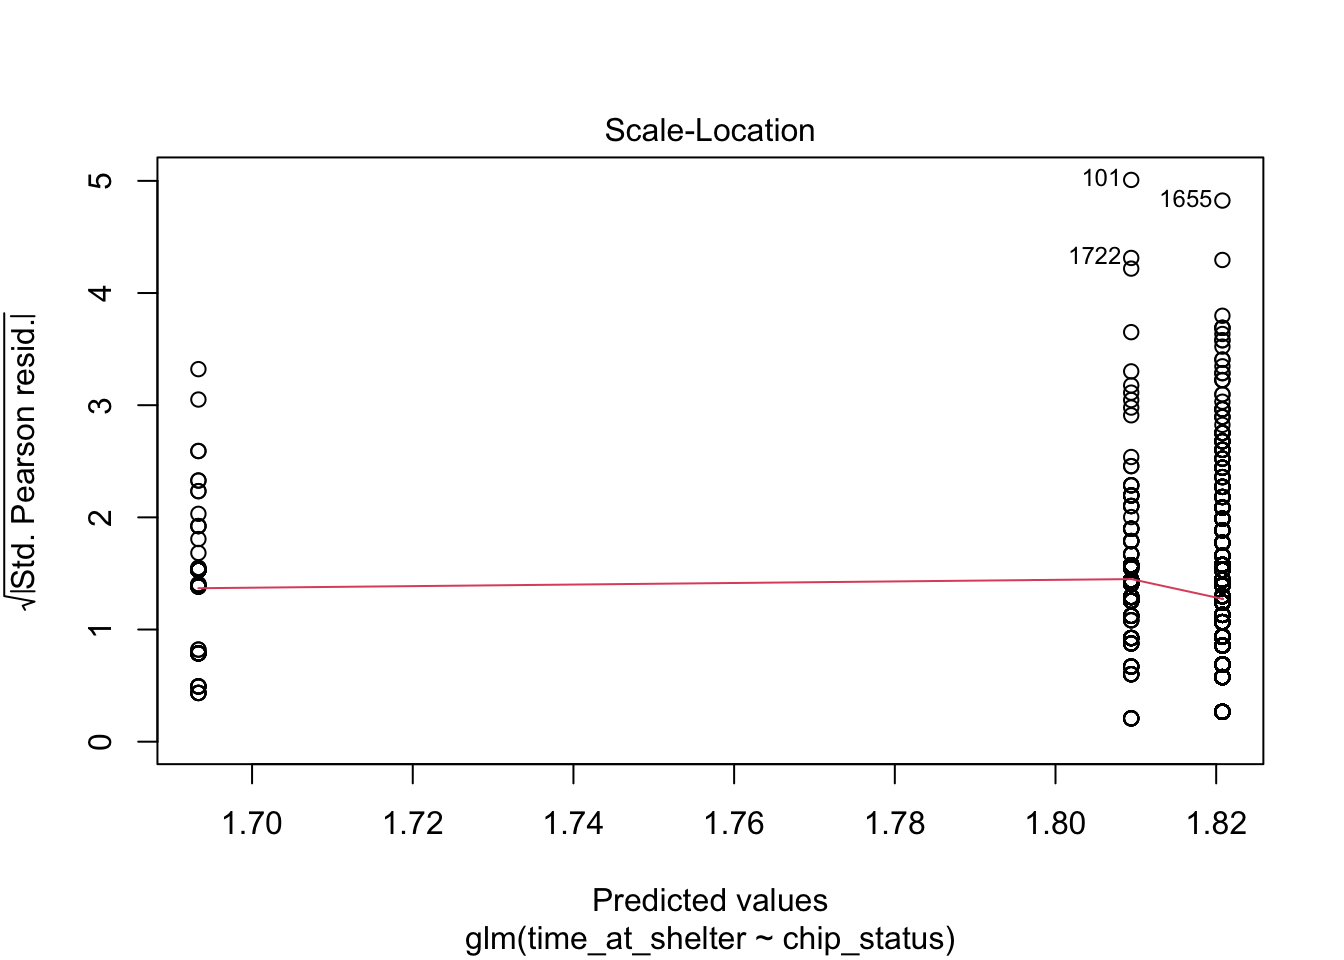 Scale-Location
√|Std. Pearson resid.|
5
4
3
2
1
0
101
1655
1722
1.70 1.72 1.74 1.76 1.78 1.80 1.82
Predicted values
glm(time_at_shelter ~ chip_status)